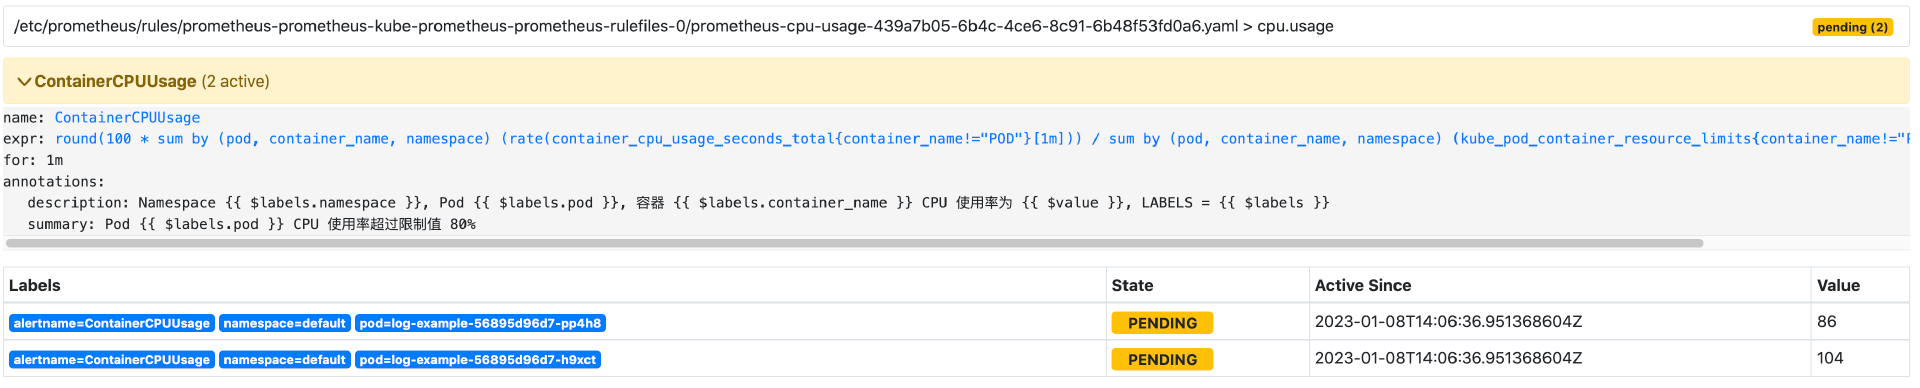 /etc/prometheus/rules/prometheus-prometheus-kube-prometheus-prometheus-rulefiles-0/prometheus-cpu-usage-439a7b05-6b4c-4ce6-8c91-6b48f53fd0a6.yaml > cpu.usage pending (2)
ContainerCPUUsage (2 active)
name: ContainerCPUUsage
expr: round(100 * sum by (pod, container_name, namespace) (rate(container_cpu_usage_seconds_total{container_name!="POD"}[1m])) / sum by (pod, container_name, namespace) (kube_pod_container_resource_limits{container_name!="P
for: 1m
annotations:
description: Namespace {{ $labels.namespace }}, Pod {{ $labels.pod }}, 容器 {{ $labels.container_name }} CPU 使用率为 {{ $value }}, LABELS = {{ $labels }}
summary: Pod {{ $labels.pod }} CPU 使用率超过限制值 80%
Labels State Active Since Value
alertname=ContainerCPUUsage namespace=default pod=log-example-56895d96d7-pp4h8 PENDING 2023-01-08T14:06:36.951368604Z 86
alertname=ContainerCPUUsage namespace=default pod=log-example-56895d96d7-h9xct PENDING 2023-01-08T14:06:36.951368604Z 104